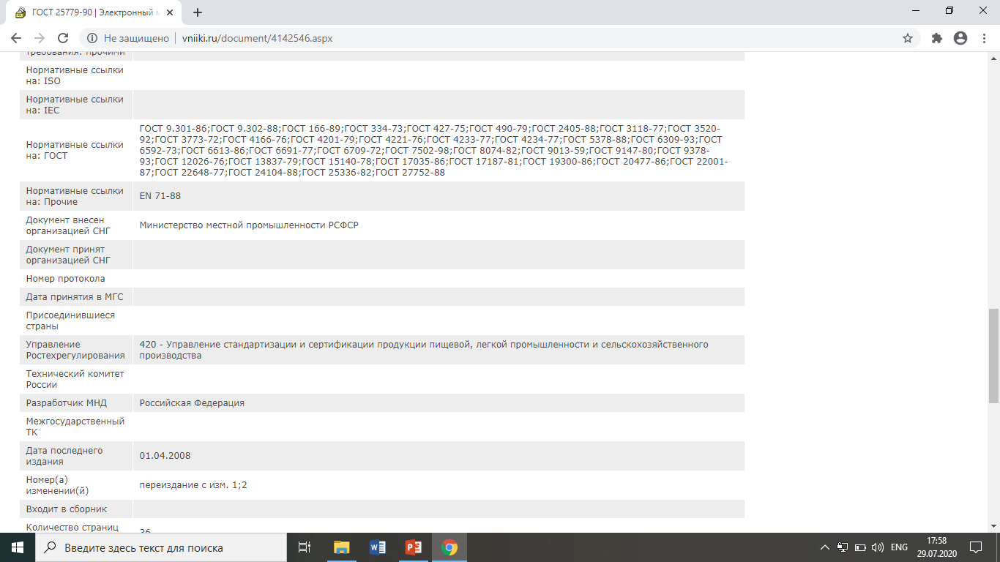 ГОСТ 25779-90 | Электронный м
Не защищено
vniiki.ru/document/4142546.aspx
требования: прочими
Нормативные ссылки
на: ISO
Нормативные ссылки
на: IEC
Нормативные ссылки
на: ГОСТ
ГОСТ 9.301-86;ГОСТ 9.302-88;ГОСТ 166-89;ГОСТ 334-73;ГОСТ 427-75;ГОСТ 490-79;ГОСТ 2405-88;ГОСТ 3118-77;ГОСТ 3520-
92;ГОСТ 3773-72;ГОСТ 4166-76;ГОСТ 4201-79;ГОСТ 4221-76;ГОСТ 4233-77;ГОСТ 4234-77;ГОСТ 5378-88;ГОСТ 6309-93;ГОСТ
6592-73;ГОСТ 6613-86;ГОСТ 6691-77;ГОСТ 6709-72;ГОСТ 7502-98;ГОСТ 8074-82;ГОСТ 9013-59;ГОСТ 9147-80;ГОСТ 9378-
93;ГОСТ 12026-76;ГОСТ 13837-79;ГОСТ 15140-78;ГОСТ 17035-86;ГОСТ 17187-81;ГОСТ 19300-86;ГОСТ 20477-86;ГОСТ 22001-
87;ГОСТ 22648-77;ГОСТ 24104-88;ГОСТ 25336-82;ГОСТ 27752-88
Нормативные ссылки
на: Прочие
EN 71-88
Документ внесен
организацией СНГ
Министерство местной промышленности РСФСР
Документ принят
организацией СНГ
Номер протокола
Дата принятия в МГС
Присоединившиеся
страны
Управление
Ростехрегулирования
420 - Управление стандартизации и сертификации продукции пищевой, легкой промышленности и сельскохозяйственного
производства
Технический комитет
России
Разработчик МНД
Российская Федерация
Межгосударственный
ТК
Дата последнего
издания
01.04.2008
Номер(а)
изменении(й)
переиздание с изм. 1;2
Входит в сборник
Количество страниц
36
Введите здесь текст для поиска
ENG
17:58
29.07.2020